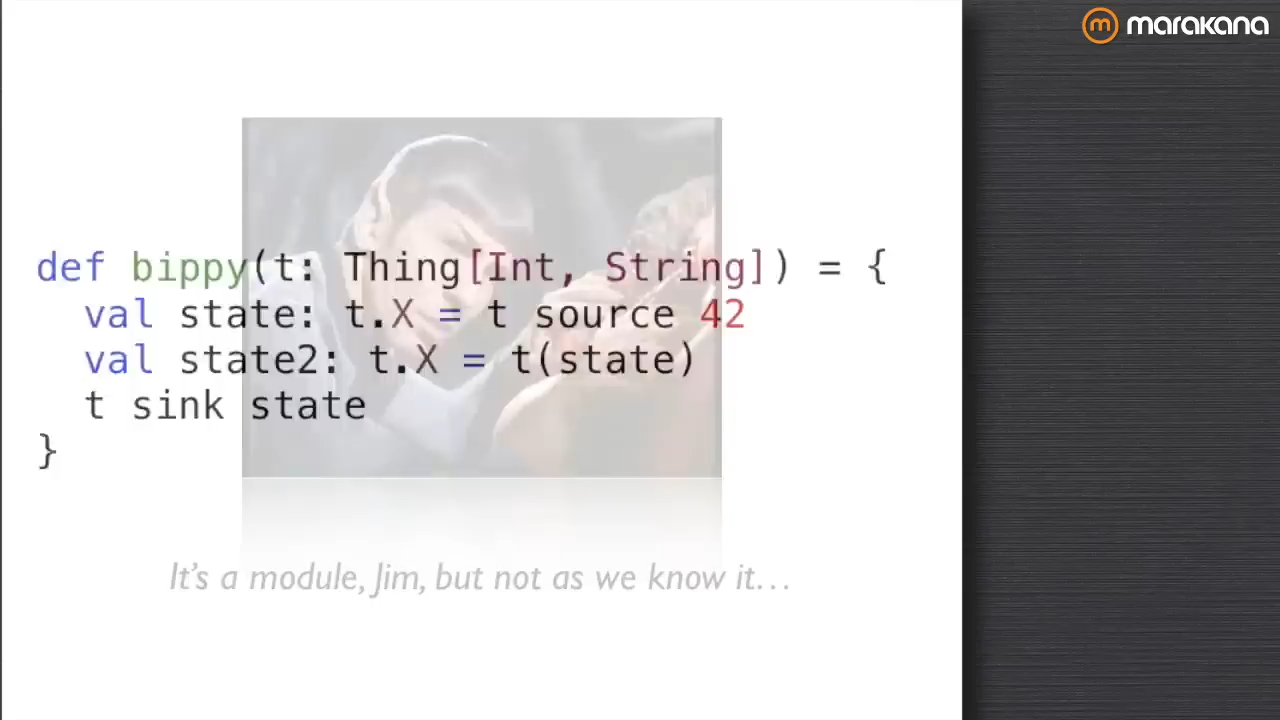 marakana
def bippy(t: Thing[Int, String]) = {
  val state: t.X = t source 42
  val state2: t.X = t(state)
  t sink state
}
It's a module, Jim, but not as we know it…